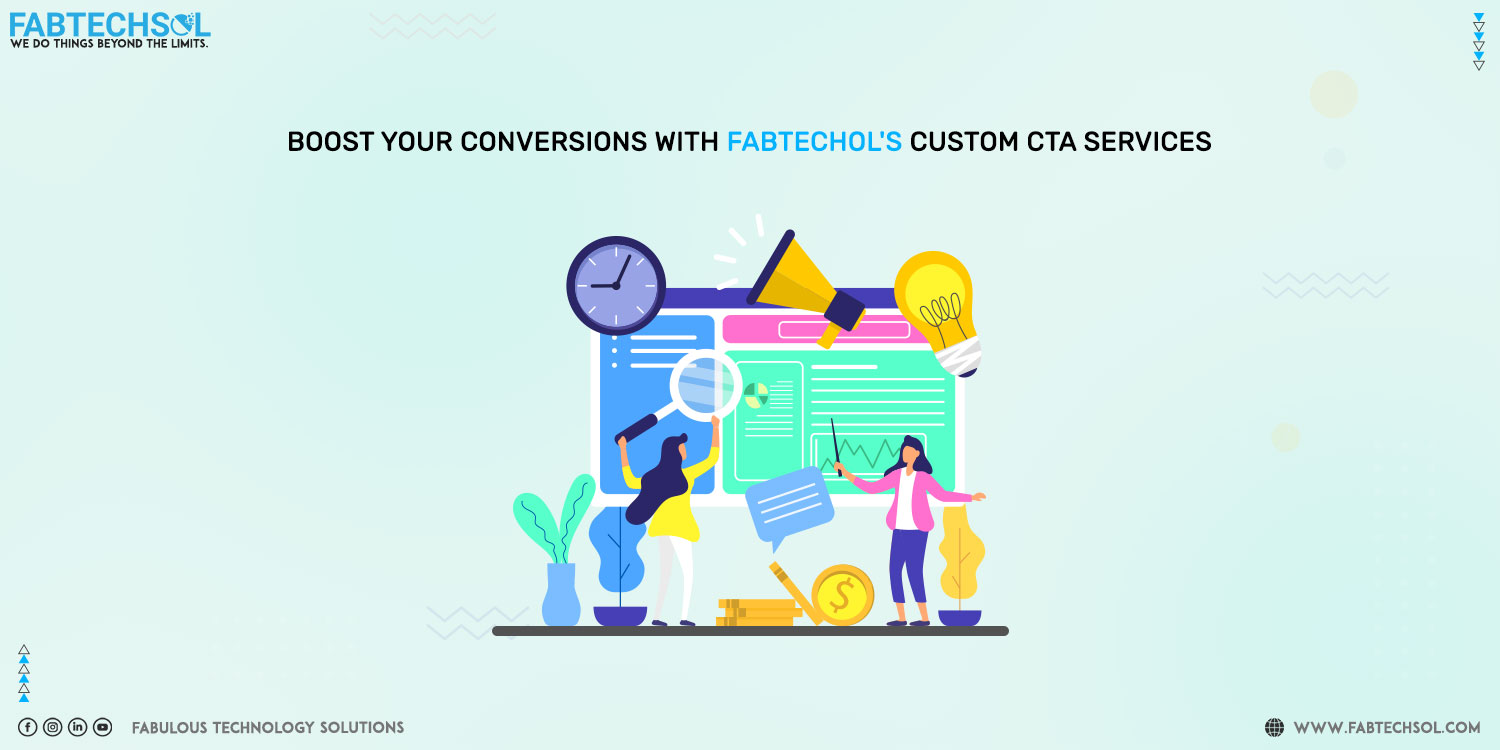 FABTECHSOL
WE DO THINGS BEYOND THE LIMITS.
BOOST YOUR CONVERSIONS WITH FABTECHOL'S CUSTOM CTA SERVICES
$
FABULOUS TECHNOLOGY SOLUTIONS
WWW.FABTECHSOL.COM